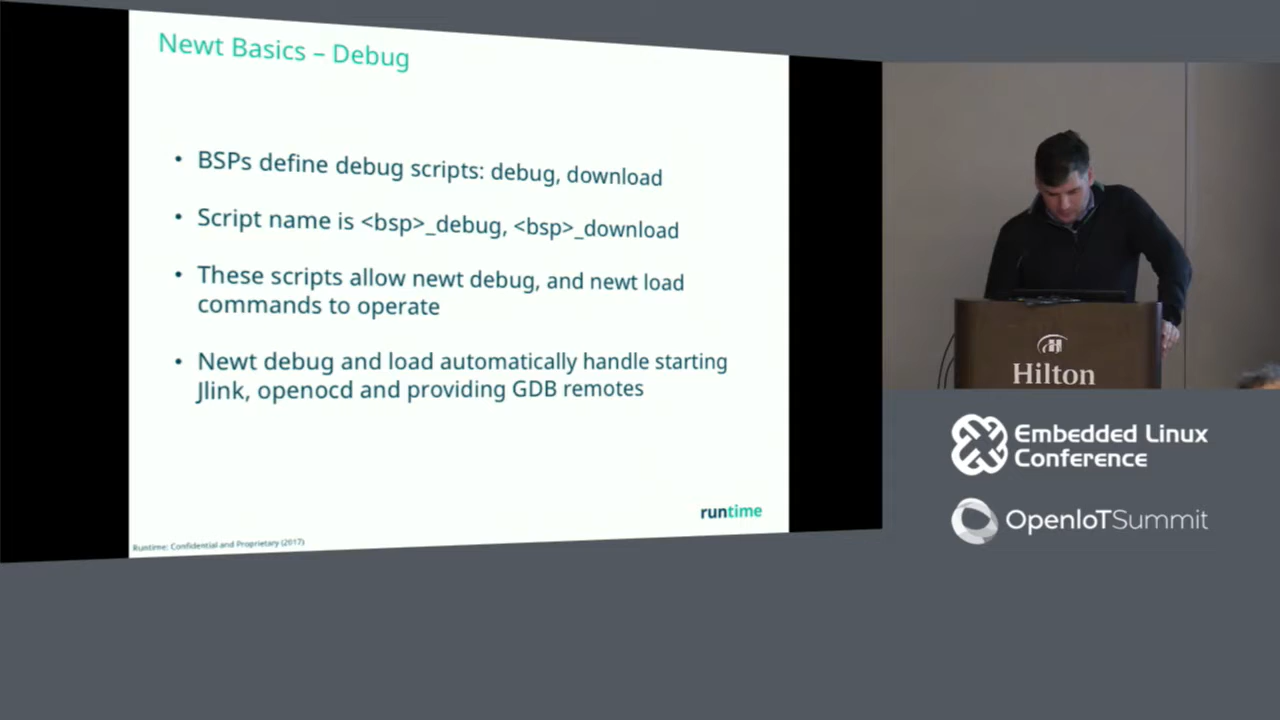 Newt Basics – Debug
• BSPs define debug scripts: debug, download
• Script name is <bsp>_debug, <bsp>_download
• These scripts allow newt debug, and newt load
commands to operate
• Newt debug and load automatically handle starting
Jlink, openocd and providing GDB remotes
runtime
Runtime: Confidential and Proprietary (2017)
Hilton
Embedded Linux
Conference
OpenIoTSummit